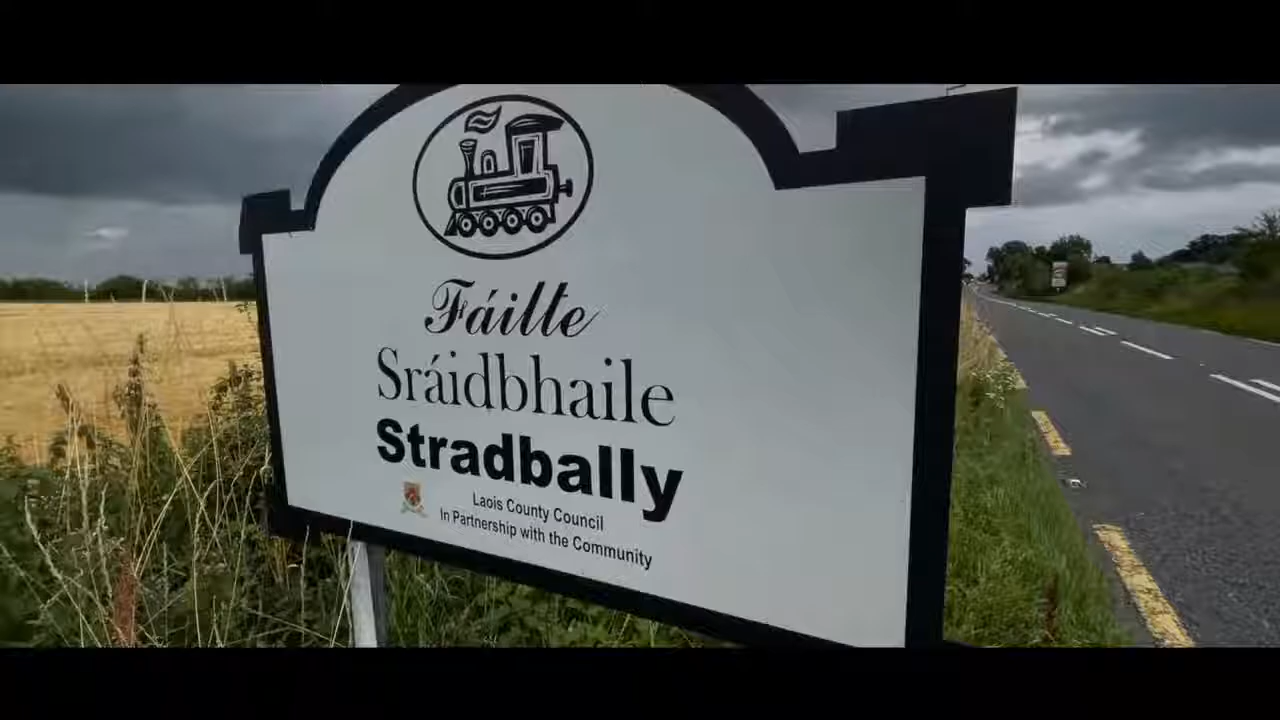 Fáilte
Sráidbhaile
Stradbally
Laois County Council
In Partnership with the Community